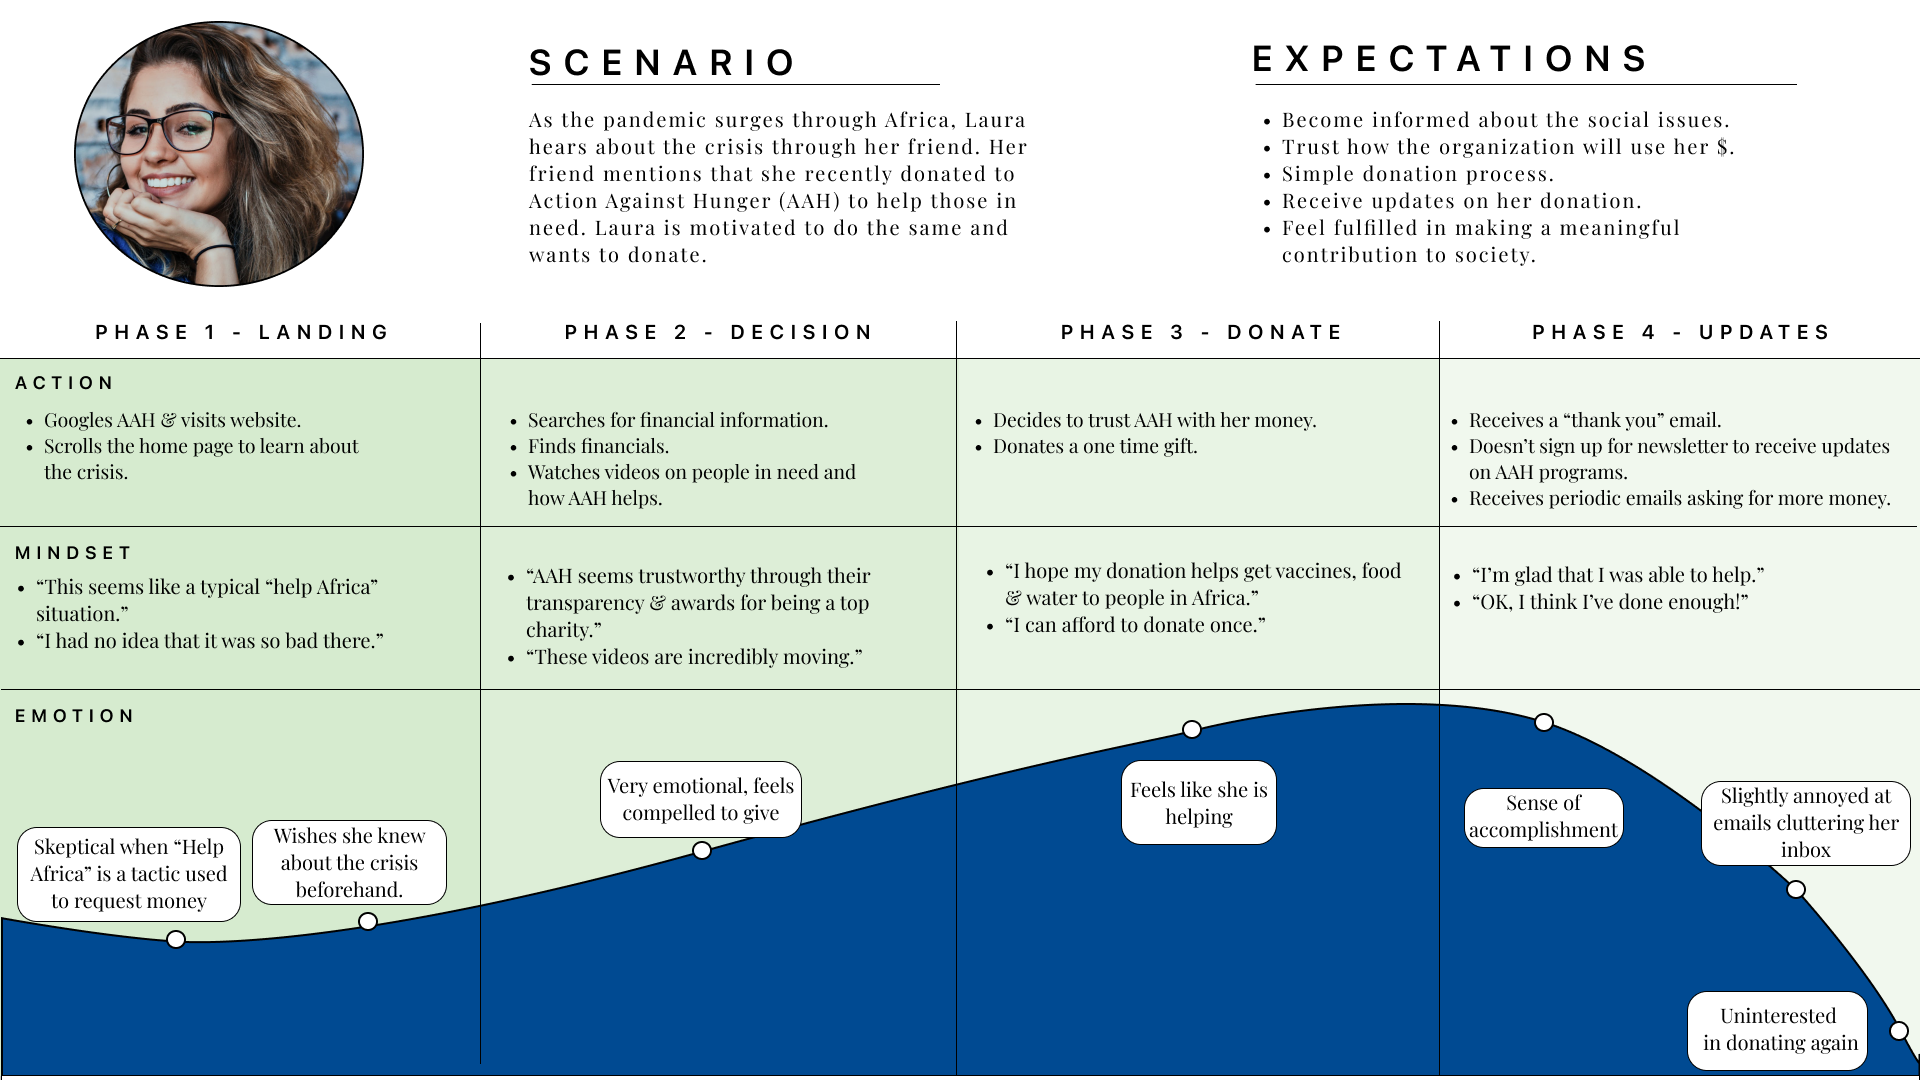 SCENARIO
As the pandemic surges through Africa, Laura
hears about the crisis through her friend. Her
friend mentions that she recently donated to
Action Against Hunger (AAH) to help those in
need. Laura is motivated to do the same and
wants to donate.
EXPECTATIONS
• Become informed about the social issues.
• Trust how the organization will use her $.
• Simple donation process.
• Receive updates on her donation.
• Feel fulfilled in making a meaningful
contribution to society.
PHASE 1 - LANDING
PHASE 2 - DECISION
PHASE 3 - DONATE
PHASE 4 - UPDATES
ACTION
• Googles AAH & visits website.
• Scrolls the home page to learn about
the crisis.
• Searches for financial information.
• Finds financials.
• Watches videos on people in need and
how AAH helps.
• Decides to trust AAH with her money.
• Donates a one time gift.
• Receives a “thank you” email.
• Doesn’t sign up for newsletter to receive updates
on AAH programs.
• Receives periodic emails asking for more money.
MINDSET
• “This seems like a typical “help Africa”
situation.”
• “I had no idea that it was so bad there.”
• “AAH seems trustworthy through their
transparency & awards for being a top
charity.”
• “These videos are incredibly moving.”
• “I hope my donation helps get vaccines, food
& water to people in Africa.”
• “I can afford to donate once.”
• “I’m glad that I was able to help.”
• “OK, I think I’ve done enough!”
EMOTION
Skeptical when “Help
Africa” is a tactic used
to request money
Wishes she knew
about the crisis
beforehand.
Very emotional, feels
compelled to give
Feels like she is
helping
Sense of
accomplishment
Slightly annoyed at
emails cluttering her
inbox
Uninterested
in donating again